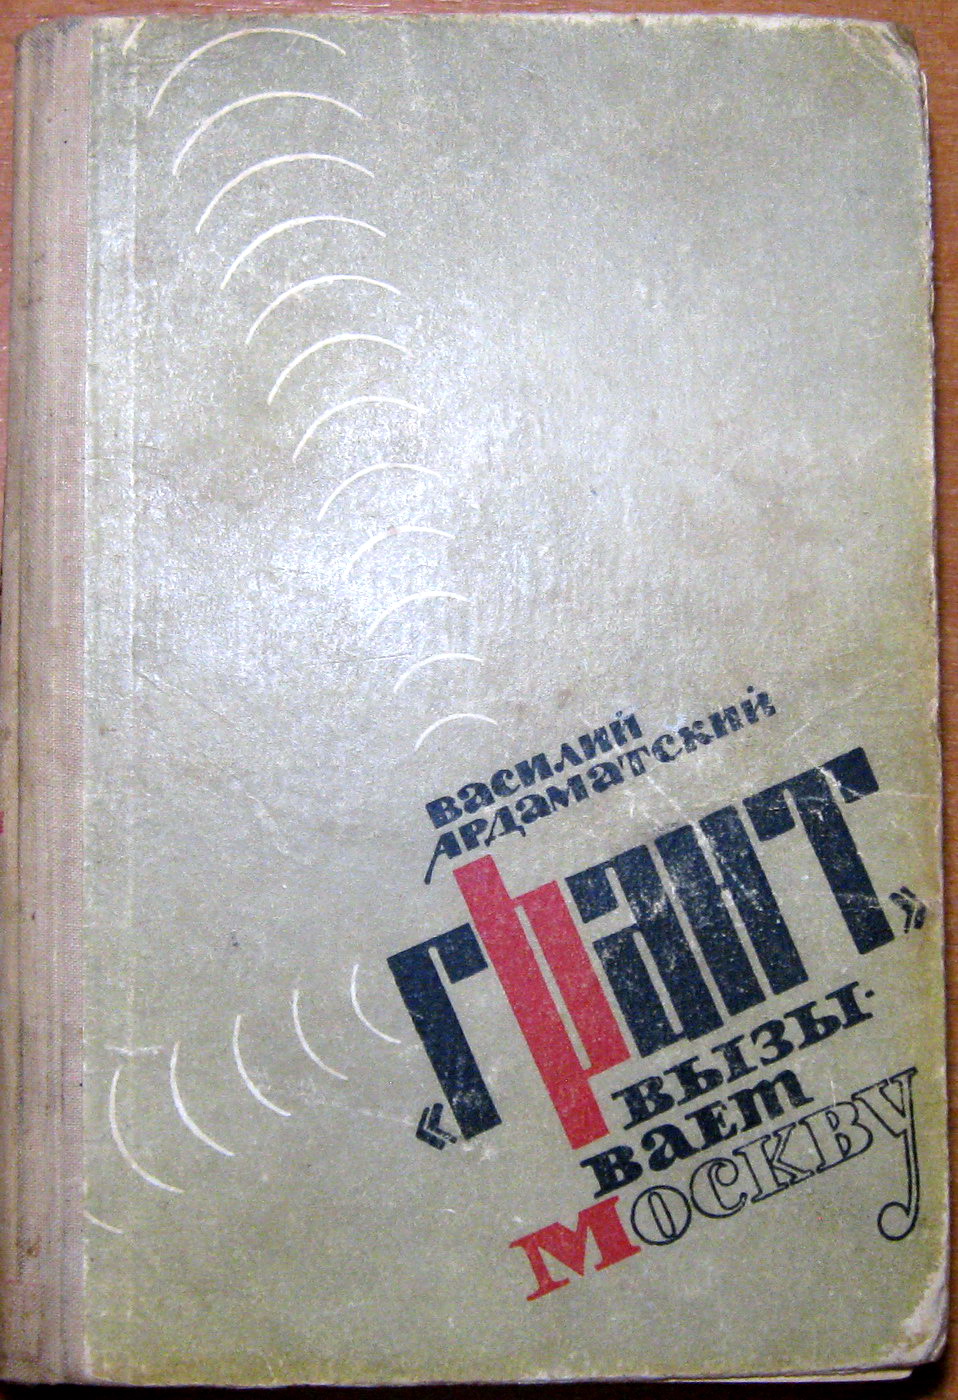 Василий
Ардаматский
«Грант»
вызы-
вает
Москву